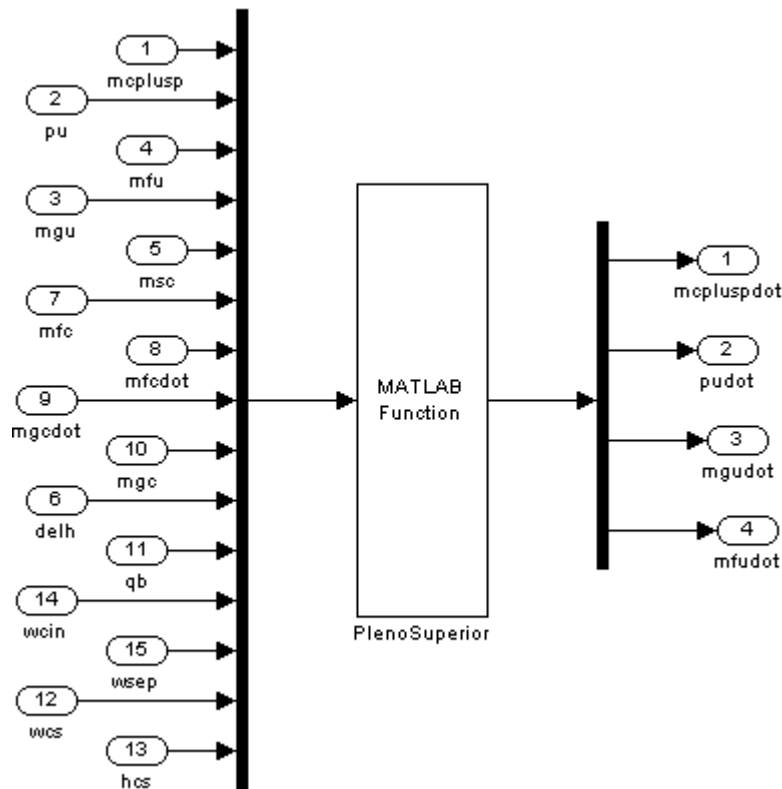 1
mcplusp
2
pu
4
mfu
3
mgu
5
msc
7
mfc
8
mfcdot
9
mgcdot
10
mgc
6
delh
11
qb
14
wcin
15
wsep
12
wcs
13
hcs
MATLAB
Function
PlenoSuperior
1
mcpluspdot
2
pudot
3
mgudot
4
mfudot